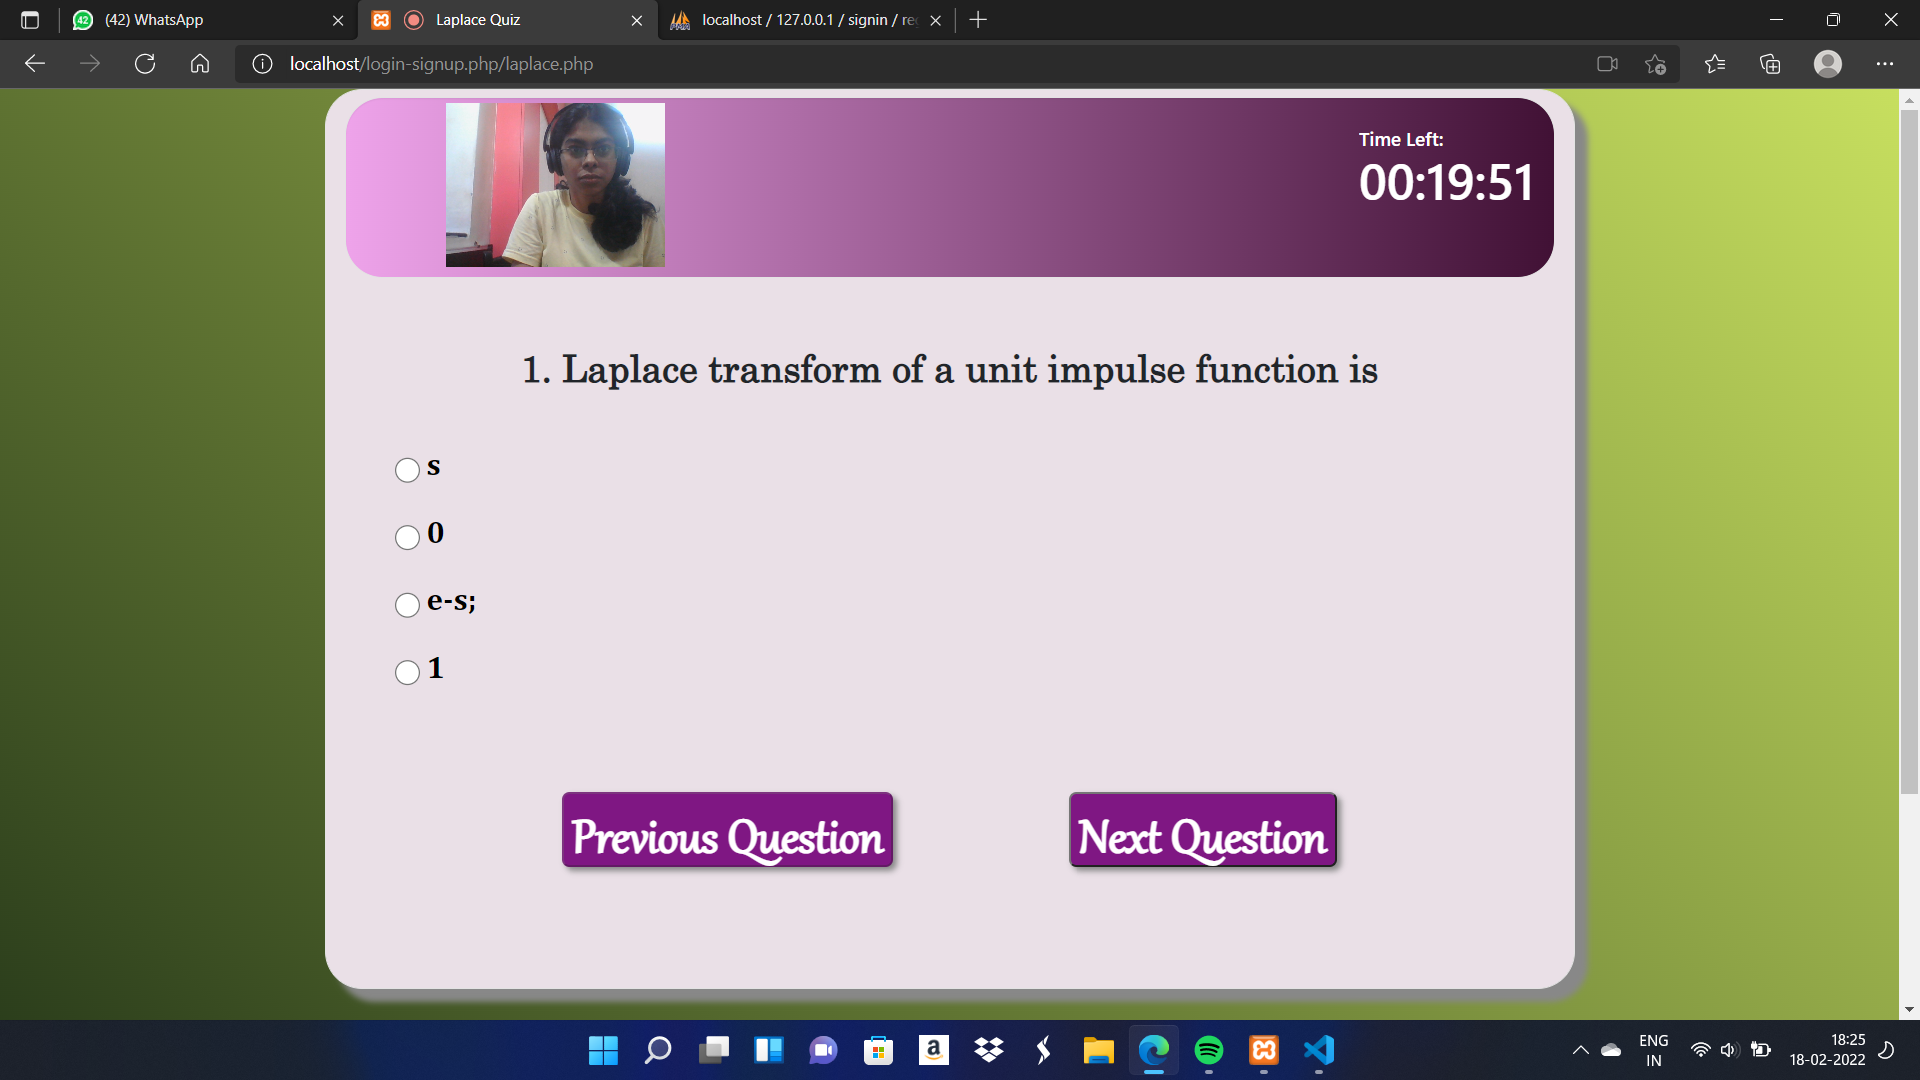 (42) WhatsApp
Laplace Quiz
localhost / 127.0.0.1 / signin / re
localhost/login-signup.php/laplace.php
Time Left:
00:19:51
1. Laplace transform of a unit impulse function is
s
0
e-s;
1
Previous Question
Next Question
ENG
IN
18:25
18-02-2022